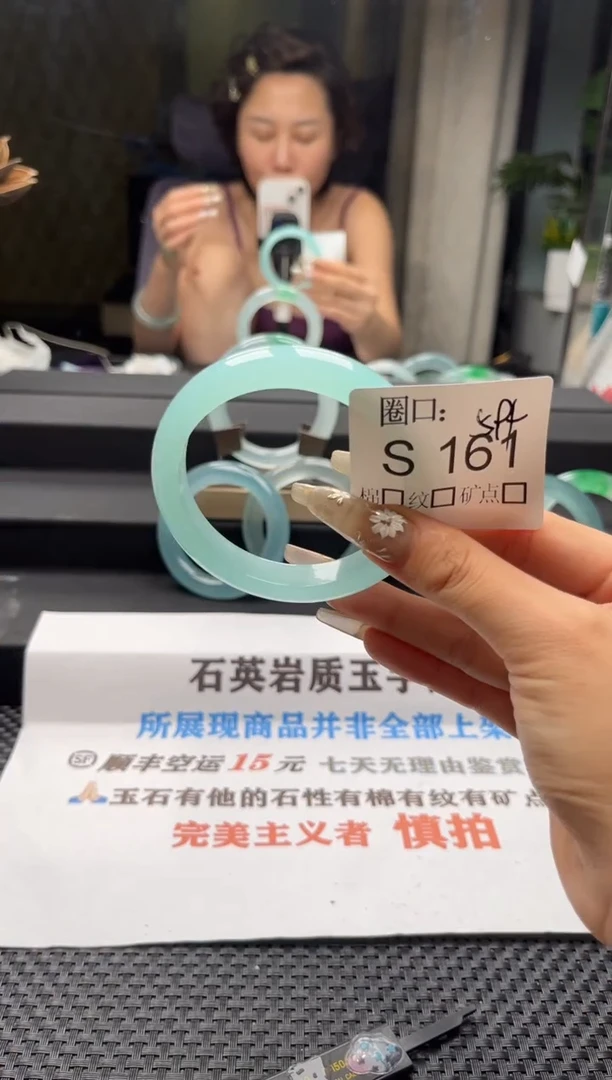 圈口:
S 161
棉□ 纹□ 矿点□
石英岩质玉手
所展现商品并非全部上架
SF 顺丰空运 15 元 七天无理由鉴赏
🙏🏻玉石有他的石性有棉有纹有矿点
完美主义者 慎拍
150